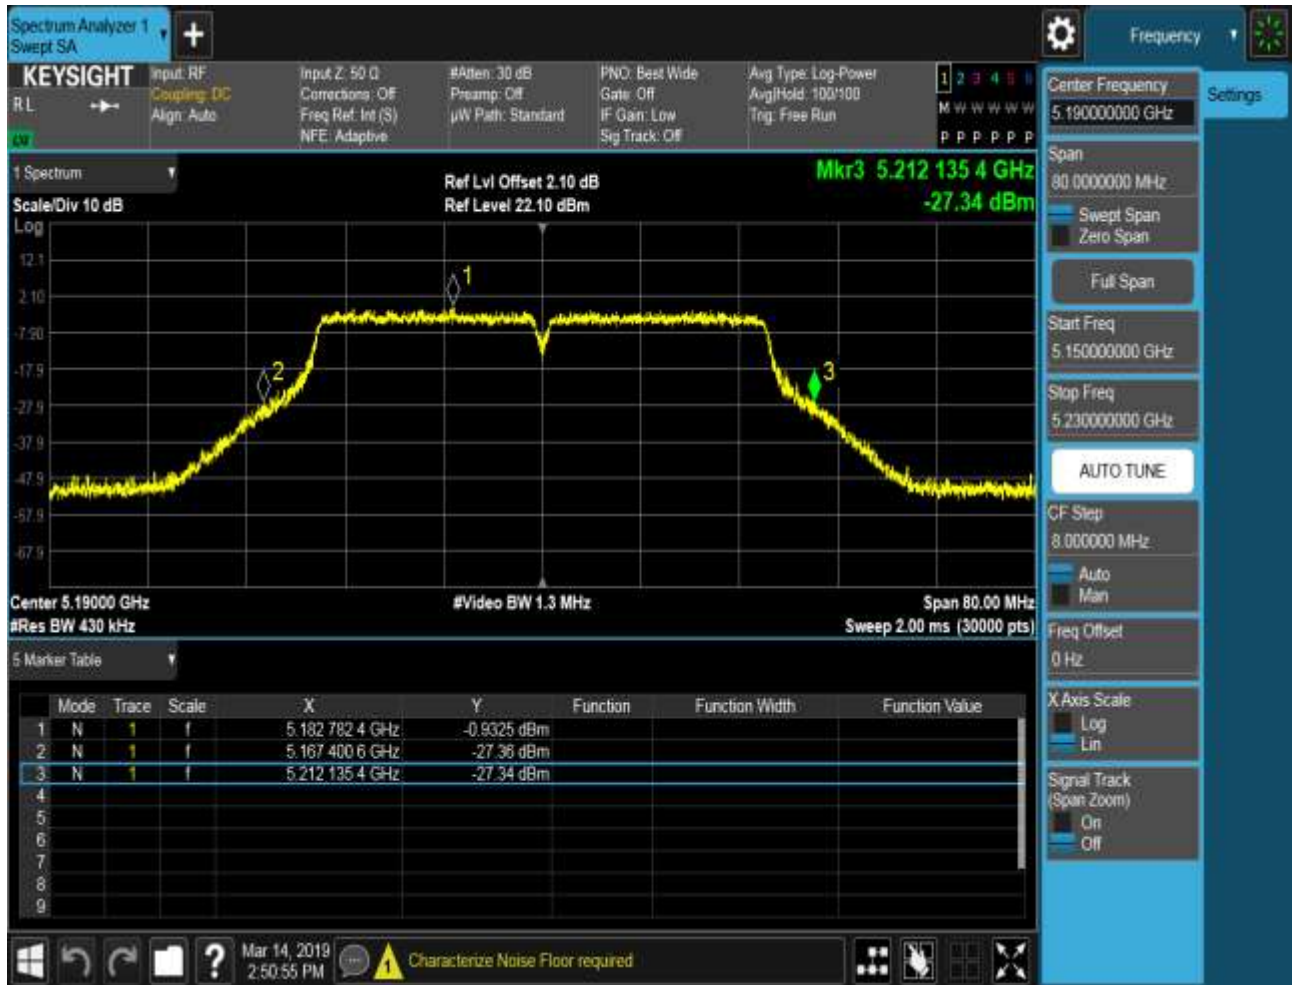 Spectrum Analyzer 1
Swept SA
Frequency
KEYSIGHT
R L
Input: RF
Coupling: DC
Align: Auto
Input Z: 50 Ω
Corrections: Off
Freq Ref: Int (S)
NFE: Adaptive
#Atten: 30 dB
Preamp: Off
µW Path: Standard
PNO: Best Wide
Gate: Off
IF Gain: Low
Sig Track: Off
Avg Type: Log-Power
Avg|Hold: 100/100
Trig: Free Run
1 2 3 4 5 6
M W W W W W
P P P P P P
1 Spectrum
Scale/Div 10 dB
Ref Lvl Offset 2.10 dB
Ref Level 22.10 dBm
Mkr3 5.212 135 4 GHz
-27.34 dBm
Log
12.1
2.10
-7.90
-17.9
-27.9
-37.9
-47.9
-57.9
-67.9
1
2
3
Center 5.19000 GHz
#Video BW 1.3 MHz
Span 80.00 MHz
#Res BW 430 kHz
Sweep 2.00 ms (30000 pts)
5 Marker Table
Mode Trace Scale X Y Function Function Width Function Value
1 N 1 f 5.182 782 4 GHz -0.9325 dBm
2 N 1 f 5.167 400 6 GHz -27.36 dBm
3 N 1 f 5.212 135 4 GHz -27.34 dBm
4
5
6
7
8
9
Center Frequency
5.190000000 GHz
Settings
Span
80.0000000 MHz
Swept Span
Zero Span
Full Span
Start Freq
5.150000000 GHz
Stop Freq
5.230000000 GHz
AUTO TUNE
CF Step
8.000000 MHz
Auto
Man
Freq Offset
0 Hz
X Axis Scale
Log
Lin
Signal Track
(Span Zoom)
On
Off
?
Mar 14, 2019
2:50:55 PM
1
Characterize Noise Floor required